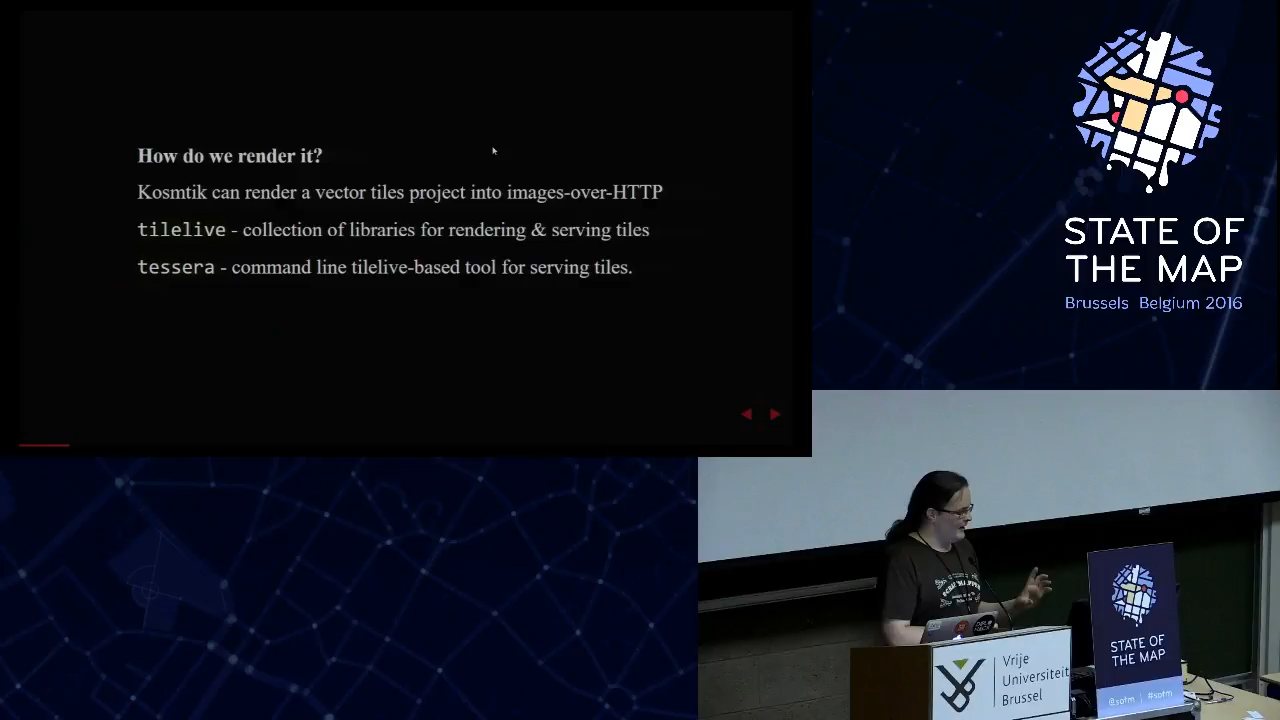 How do we render it?
Kosmtik can render a vector tiles project into images-over-HTTP
tilelive - collection of libraries for rendering & serving tiles
tessera - command line tilelive-based tool for serving tiles.
STATE OF
THE MAP
Brussels Belgium 2016
STATE OF
THE MAP
@sotm | #sotm
Vrije
Universiteit
Brussel